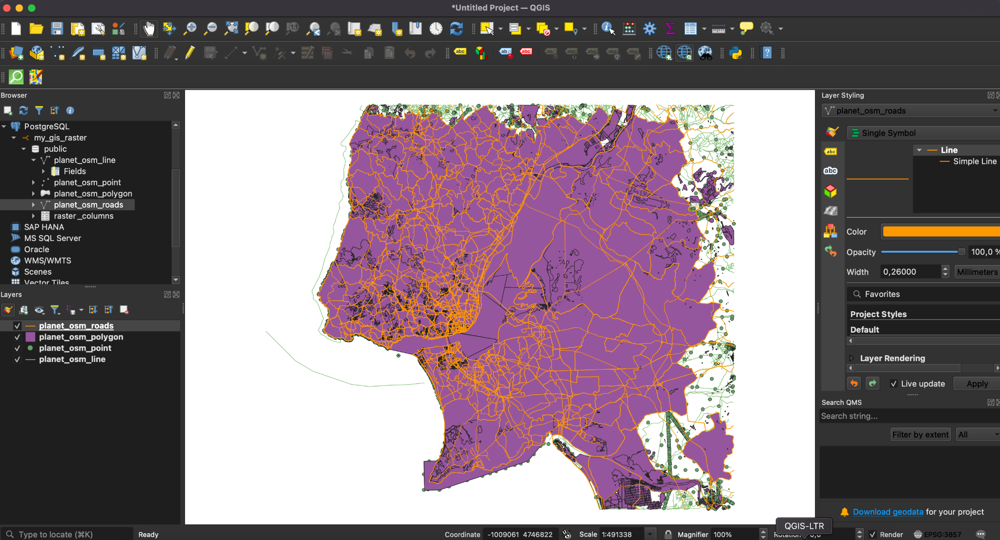 *Untitled Project — QGIS
Browser
PostgreSQL
my_gis_raster
public
planet_osm_line
Fields
planet_osm_point
planet_osm_polygon
planet_osm_roads
raster_columns
SAP HANA
MS SQL Server
Oracle
WMS/WMTS
Scenes
Vector Tiles
Layers
planet_osm_roads
planet_osm_polygon
planet_osm_point
planet_osm_line
Layer Styling
planet_osm_roads
Single Symbol
Line
Simple Line
Color
Opacity 100,0 %
Width 0,26000 Millimeters
Favorites
Project Styles
Default
Layer Rendering
Live update Apply
Search QMS
Search string...
Filter by extent All
Download geodata for your project
QGIS-LTR
Type to locate (⌘K) Ready Coordinate -1009061 4746822 Scale 1:491338 Magnifier 100% Render EPSG:3857